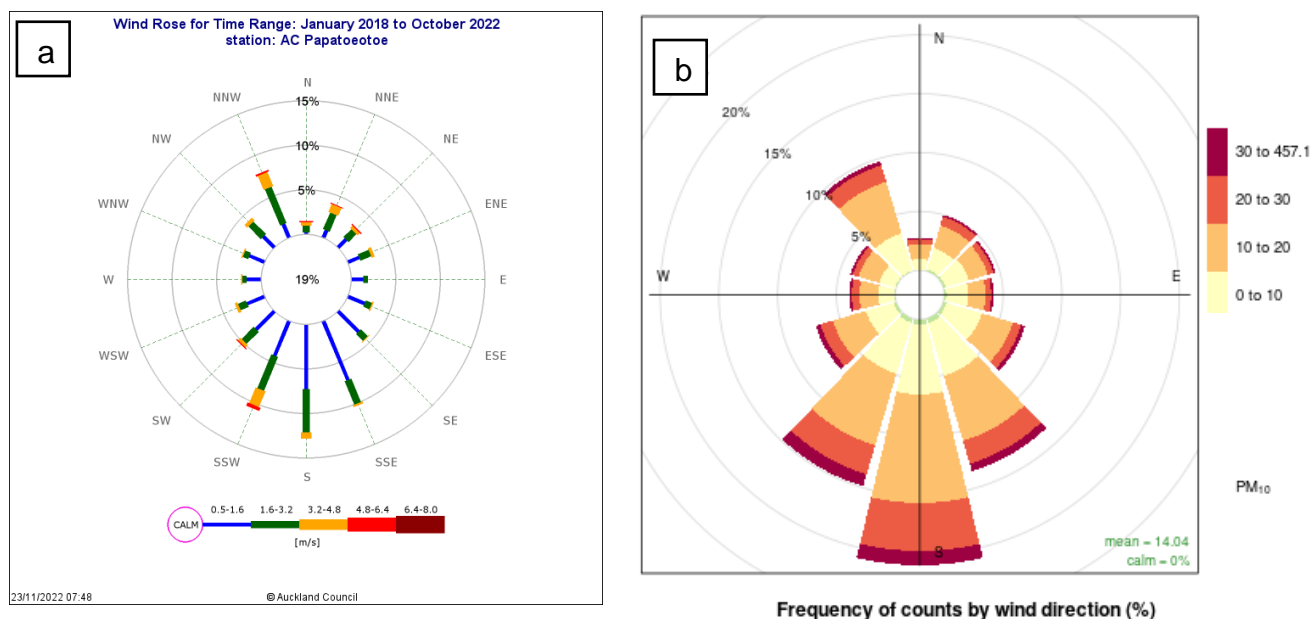 a
Wind Rose for Time Range: January 2018 to October 2022
station: AC Papatoeotoe
N
NNW
NNE
15%
NW
NE
10%
5%
WNW
ENE
W
19%
E
WSW
ESE
SW
SE
SSW
SSE
S
0.5-1.6 1.6-3.2 3.2-4.8 4.8-6.4 6.4-8.0
CALM
[m/s]
23/11/2022 07:48
© Auckland Council
b
N
20%
15%
10%
5%
W
E
S
30 to 457.1
20 to 30
10 to 20
0 to 10
PM₁₀
mean = 14.04
calm = 0%
Frequency of counts by wind direction (%)